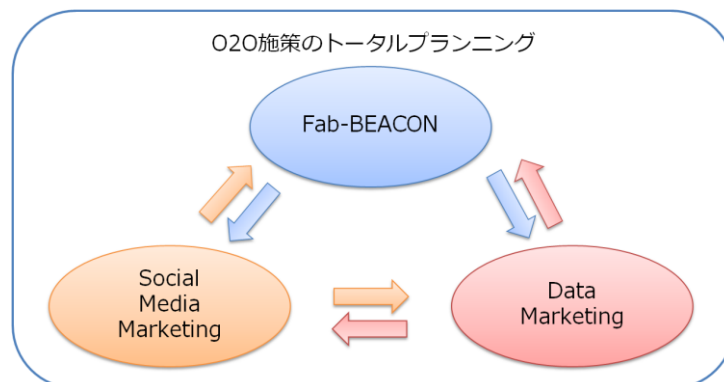 O2O施策のトータルプランニング
Fab-BEACON
Social
Media
Marketing
Data
Marketing